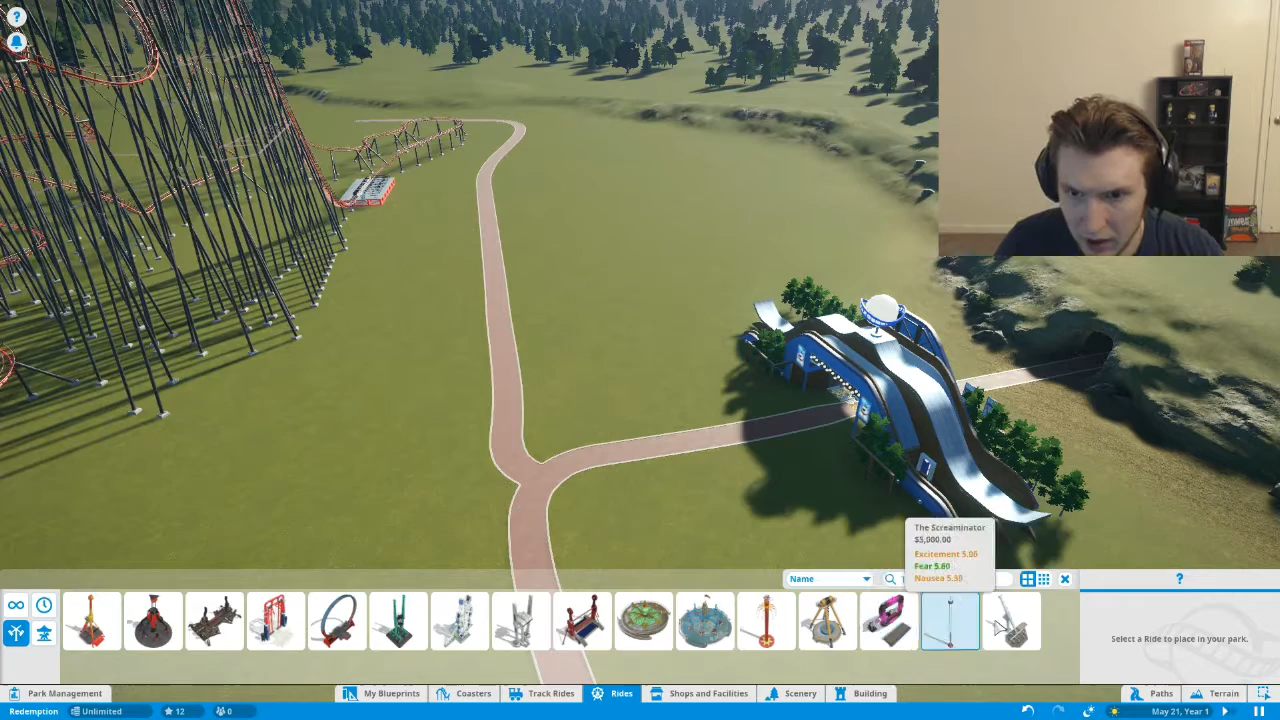 The Screaminator
$3,000.00
Excitement 5.06
Fear 5.60
Nausea 5.30
Name
Select a Ride to place in your park.
Park Management
My Blueprints
Coasters
Track Rides
Rides
Shops and Facilities
Scenery
Building
Paths
Terrain
Redemption
Unlimited
12
0
May 21, Year 1